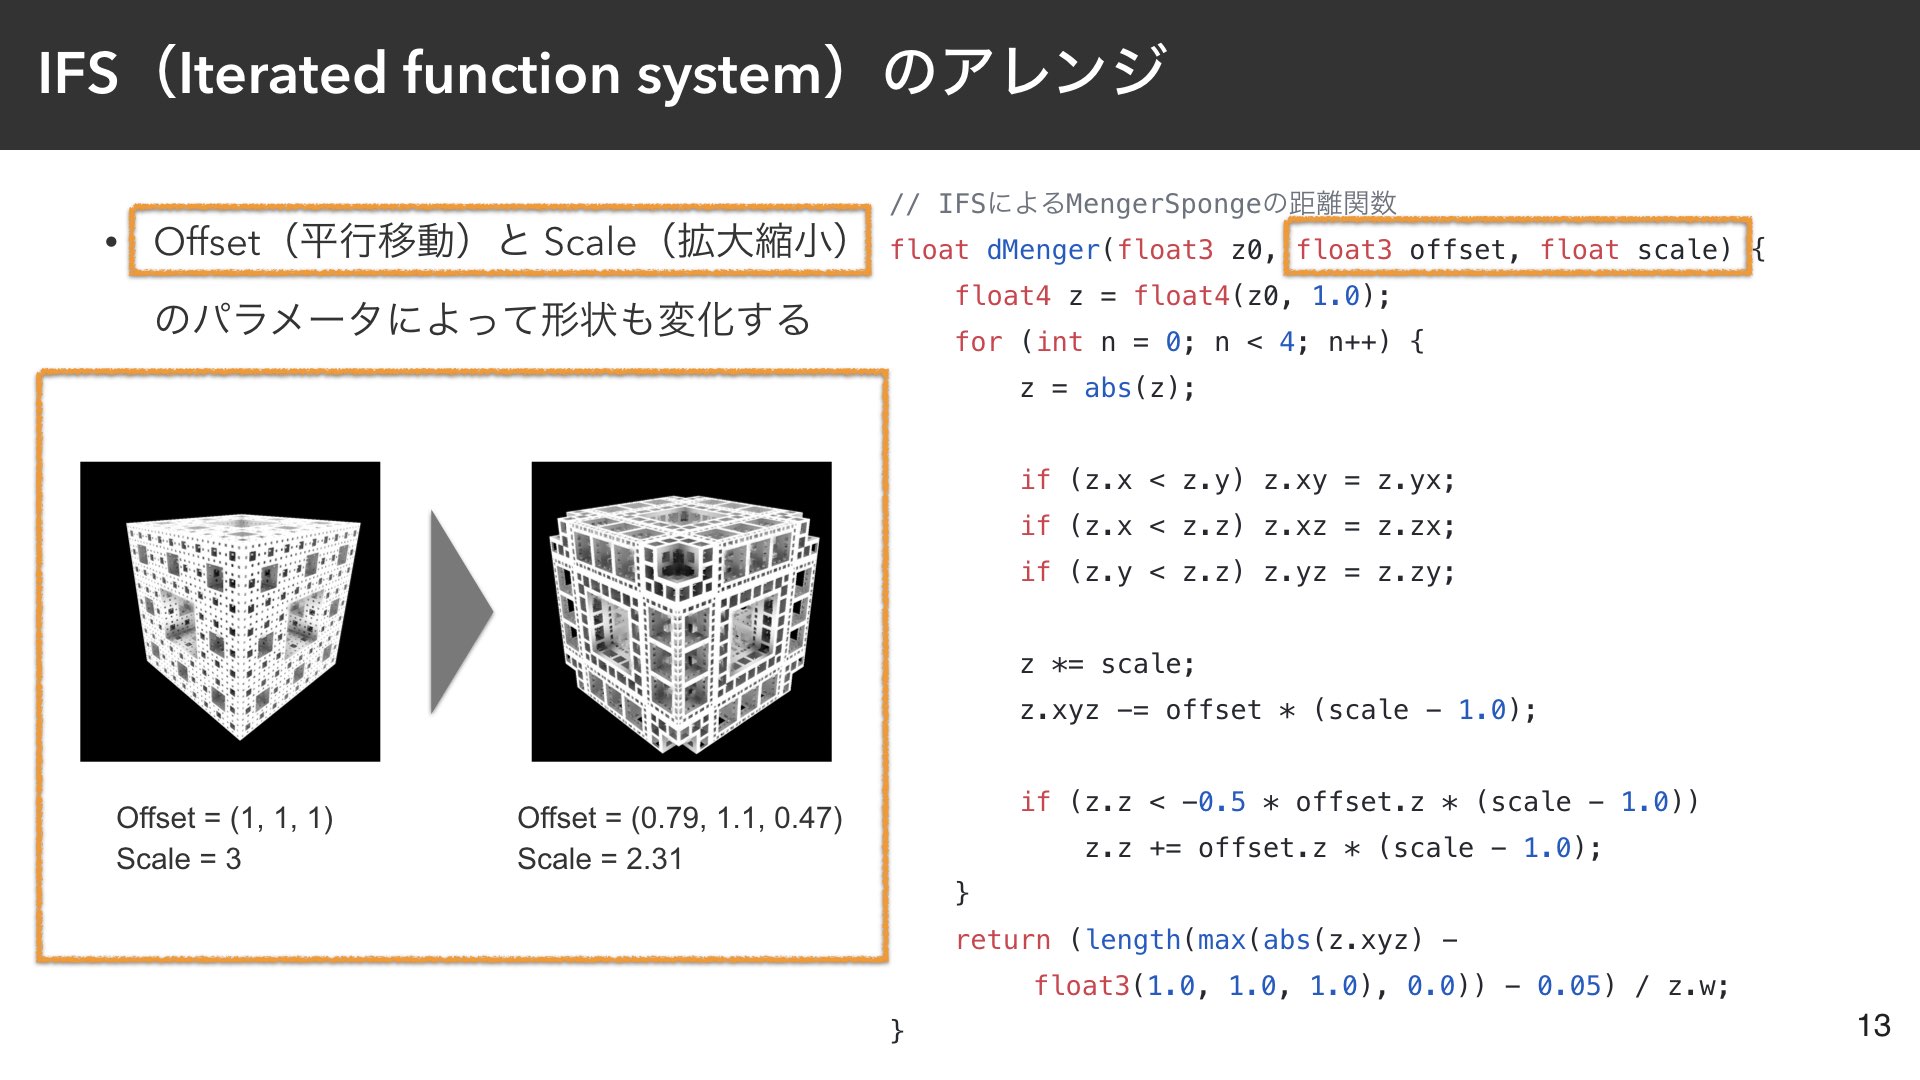 IFS（Iterated function system）のアレンジ
• Offset（平行移動）と Scale（拡大縮小）
のパラメータによって形状も変化する
Offset = (1, 1, 1)
Scale = 3
Offset = (0.79, 1.1, 0.47)
Scale = 2.31
// IFSによるMengerSpongeの距離関数
float dMenger(float3 z0, float3 offset, float scale) {
    float4 z = float4(z0, 1.0);
    for (int n = 0; n < 4; n++) {
        z = abs(z);
        if (z.x < z.y) z.xy = z.yx;
        if (z.x < z.z) z.xz = z.zx;
        if (z.y < z.z) z.yz = z.zy;
        z *= scale;
        z.xyz -= offset * (scale - 1.0);
        if (z.z < -0.5 * offset.z * (scale - 1.0))
            z.z += offset.z * (scale - 1.0);
    }
    return (length(max(abs(z.xyz) -
         float3(1.0, 1.0, 1.0), 0.0)) - 0.05) / z.w;
}
13